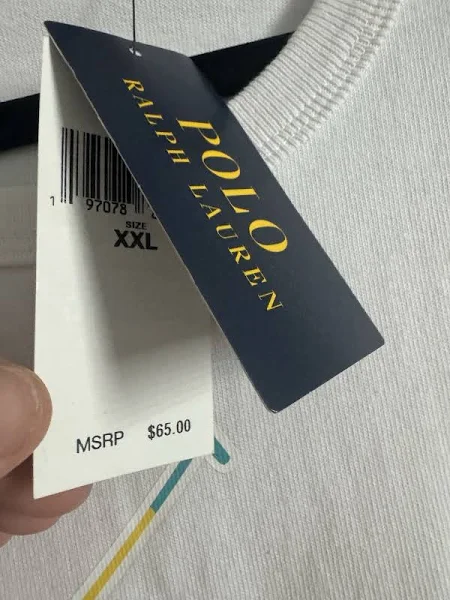 POLO
RALPH LAUREN
1 97078
SIZE
XXL
MSRP $65.00